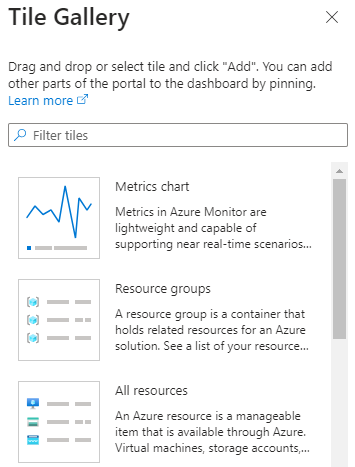 Tile Gallery
Drag and drop or select tile and click "Add". You can add
other parts of the portal to the dashboard by pinning.
Learn more
Filter tiles
Metrics chart
Metrics in Azure Monitor are
lightweight and capable of
supporting near real-time scenarios...
Resource groups
A resource group is a container that
holds related resources for an Azure
solution. See a list of your resource...
All resources
An Azure resource is a manageable
item that is available through Azure.
Virtual machines, storage accounts,...